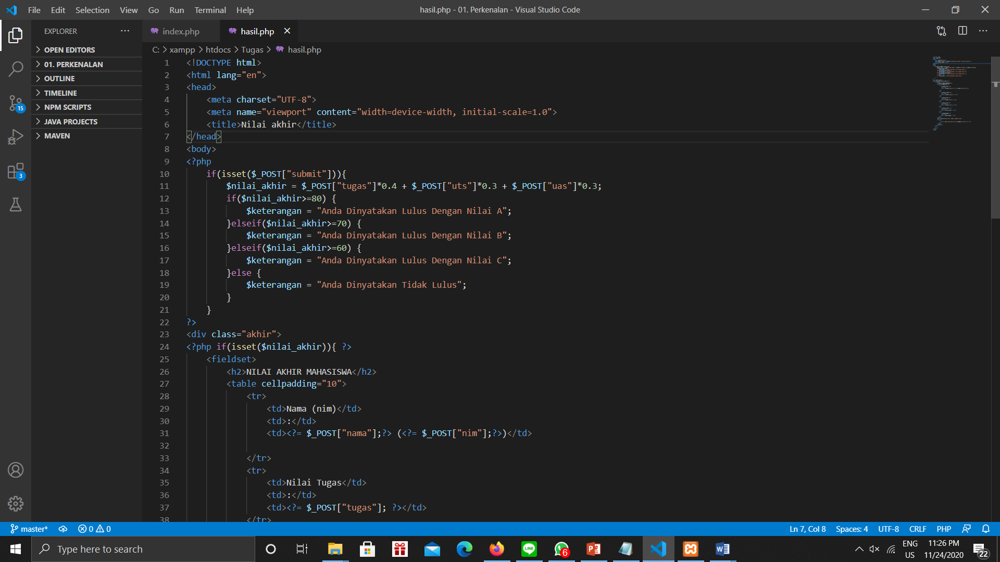 File Edit Selection View Go Run Terminal Help
hasil.php - 01. Perkenalan - Visual Studio Code
EXPLORER
OPEN EDITORS
01. PERKENALAN
OUTLINE
TIMELINE
NPM SCRIPTS
JAVA PROJECTS
MAVEN
15
3
index.php
hasil.php
C: > xampp > htdocs > Tugas > hasil.php
1 <!DOCTYPE html>
2 <html lang="en">
3 <head>
4     <meta charset="UTF-8">
5     <meta name="viewport" content="width=device-width, initial-scale=1.0">
6     <title>Nilai akhir</title>
7 </head>
8 <body>
9 <?php
10     if(isset($_POST["submit"])){
11         $nilai_akhir = $_POST["tugas"]*0.4 + $_POST["uts"]*0.3 + $_POST["uas"]*0.3;
12         if($nilai_akhir>=80) {
13             $keterangan = "Anda Dinyatakan Lulus Dengan Nilai A";
14         }elseif($nilai_akhir>=70) {
15             $keterangan = "Anda Dinyatakan Lulus Dengan Nilai B";
16         }elseif($nilai_akhir>=60) {
17             $keterangan = "Anda Dinyatakan Lulus Dengan Nilai C";
18         }else {
19             $keterangan = "Anda Dinyatakan Tidak Lulus";
20         }
21     }
22 ?>
23 <div class="akhir">
24 <?php if(isset($nilai_akhir)){ ?>
25     <fieldset>
26         <h2>NILAI AKHIR MAHASISWA</h2>
27         <table cellpadding="10">
28             <tr>
29                 <td>Nama (nim)</td>
30                 <td>:</td>
31                 <td><?= $_POST["nama"];?> (<?= $_POST["nim"];?>)</td>
32
33             </tr>
34             <tr>
35                 <td>Nilai Tugas</td>
36                 <td>:</td>
37                 <td><?= $_POST["tugas"]; ?></td>
38             </tr>
master* 0 0
Ln 7, Col 8 Spaces: 4 UTF-8 CRLF PHP
Type here to search
LINE
6
ENG
US
11:26 PM
11/24/2020
22